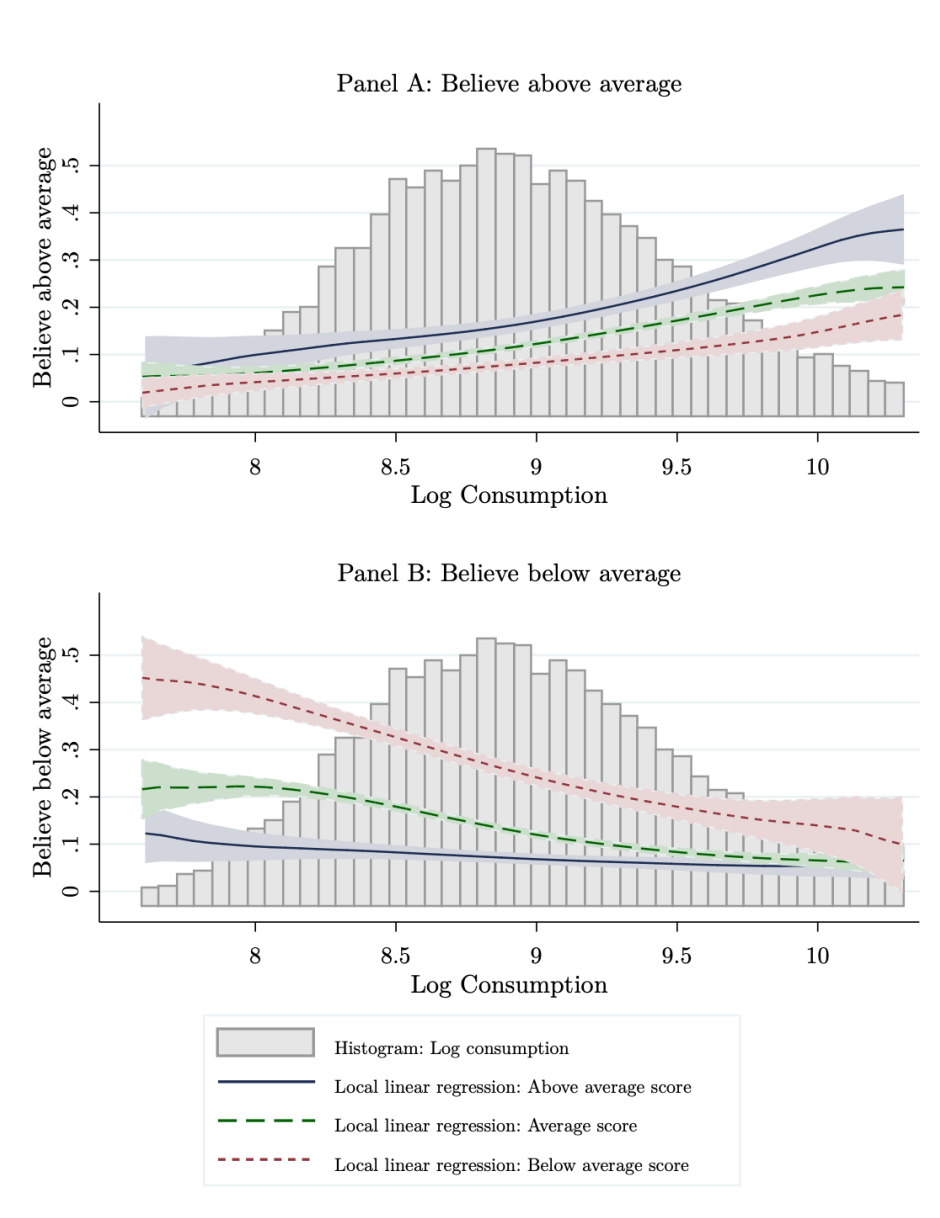 Panel A: Believe above average
Believe above average
.5
.4
.3
.2
.1
0
8
8.5
9
9.5
10
Log Consumption
Panel B: Believe below average
Believe below average
.5
.4
.3
.2
.1
0
8
8.5
9
9.5
10
Log Consumption
Histogram: Log consumption
Local linear regression: Above average score
Local linear regression: Average score
Local linear regression: Below average score